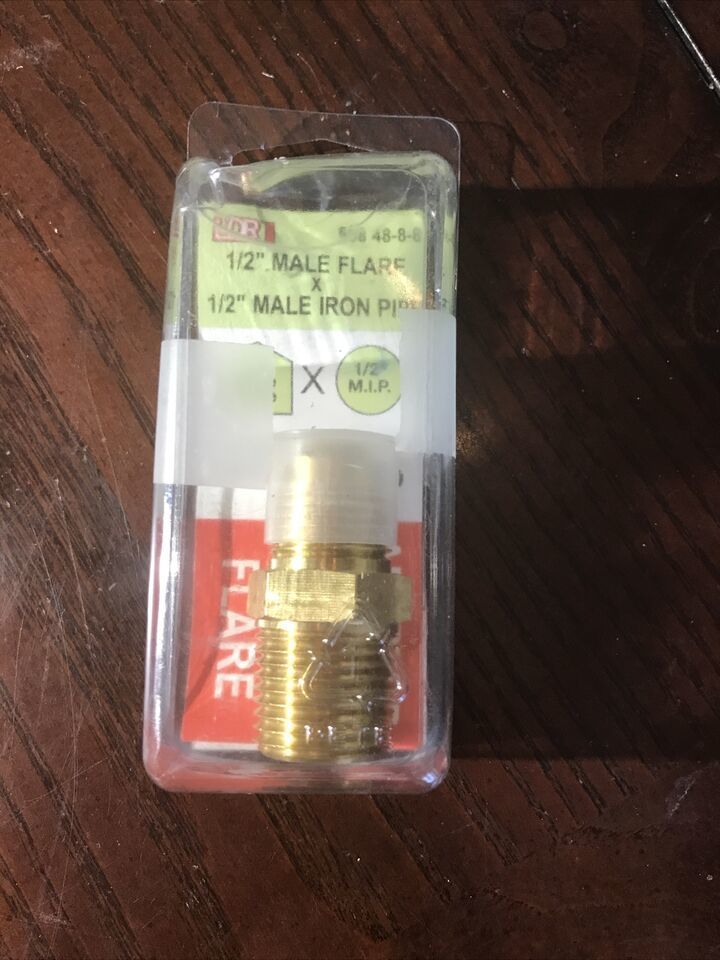 48-8-8
1/2" MALE FLARE
X
1/2" MALE IRON PIPE
X
1/2"
M.I.P.
FLARE